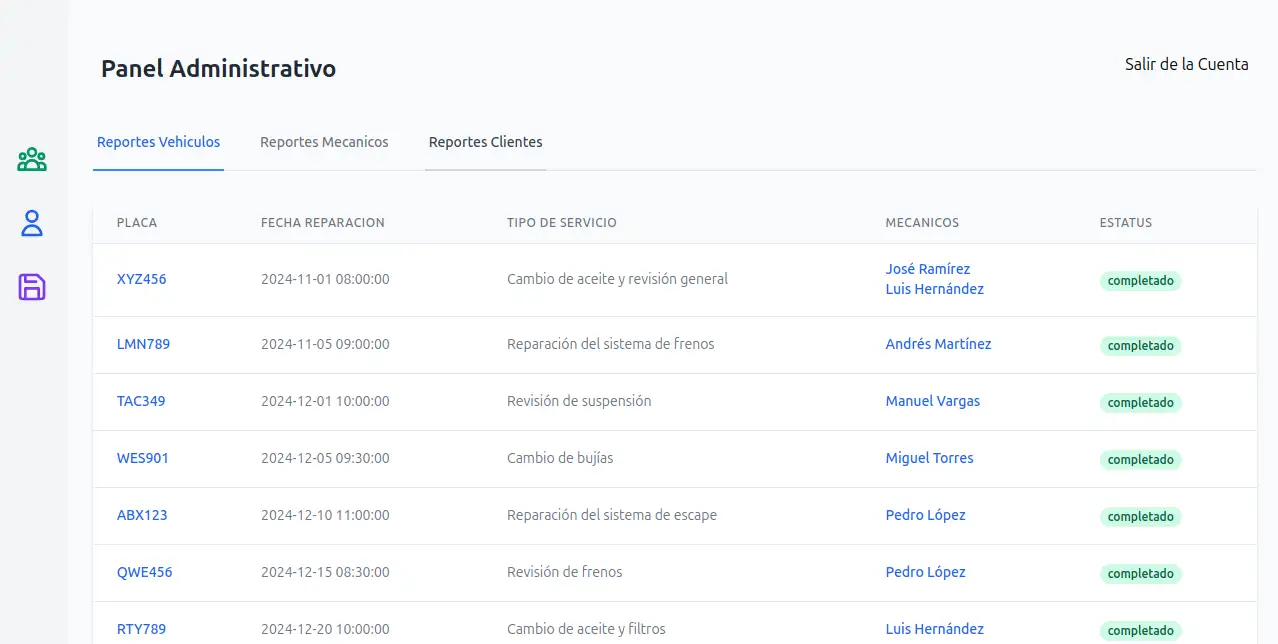 Panel Administrativo
Salir de la Cuenta
Reportes Vehiculos Reportes Mecanicos Reportes Clientes
PLACA FECHA REPARACION TIPO DE SERVICIO MECANICOS ESTATUS
XYZ456 2024-11-01 08:00:00 Cambio de aceite y revisión general José Ramírez completado
Luis Hernández
LMN789 2024-11-05 09:00:00 Reparación del sistema de frenos Andrés Martínez completado
TAC349 2024-12-01 10:00:00 Revisión de suspensión Manuel Vargas completado
WES901 2024-12-05 09:30:00 Cambio de bujías Miguel Torres completado
ABX123 2024-12-10 11:00:00 Reparación del sistema de escape Pedro López completado
QWE456 2024-12-15 08:30:00 Revisión de frenos Pedro López completado
RTY789 2024-12-20 10:00:00 Cambio de aceite y filtros Luis Hernández completado